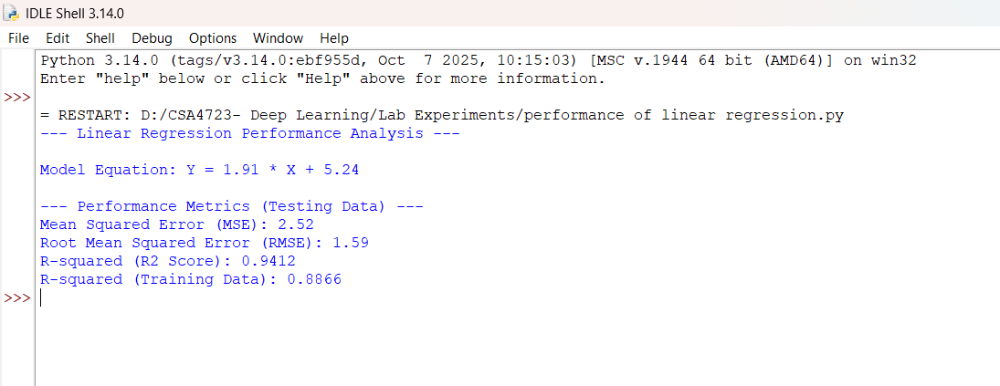 IDLE Shell 3.14.0
File Edit Shell Debug Options Window Help
Python 3.14.0 (tags/v3.14.0:ebf955d, Oct  7 2025, 10:15:03) [MSC v.1944 64 bit (AMD64)] on win32
Enter "help" below or click "Help" above for more information.
>>>
= RESTART: D:/CSA4723- Deep Learning/Lab Experiments/performance of linear regression.py
--- Linear Regression Performance Analysis ---
Model Equation: Y = 1.91 * X + 5.24
--- Performance Metrics (Testing Data) ---
Mean Squared Error (MSE): 2.52
Root Mean Squared Error (RMSE): 1.59
R-squared (R2 Score): 0.9412
R-squared (Training Data): 0.8866
>>>